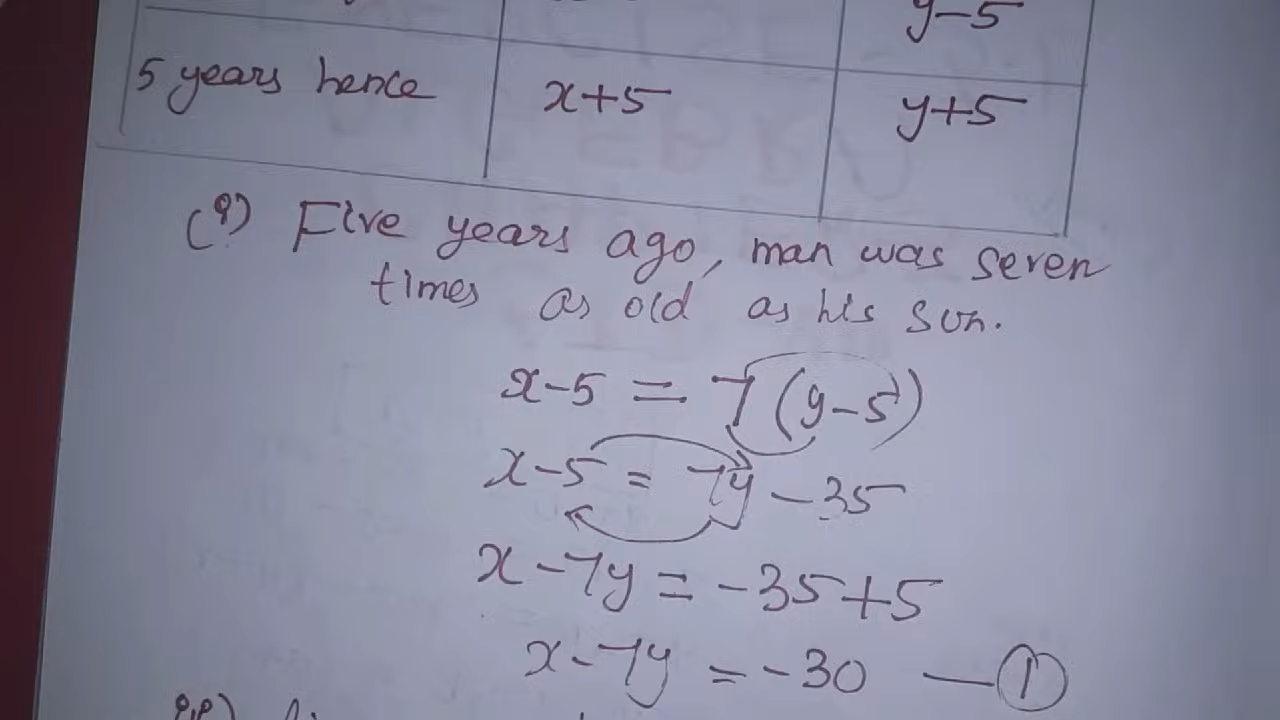 y-5
5 years hence x+5 y+5
(i) Five years ago, man was seven
times as old as his son.
x-5 = 7(y-5)
x-5 = 7y-35
x-7y = -35+5
x-7y = -30 — ①
(ii)